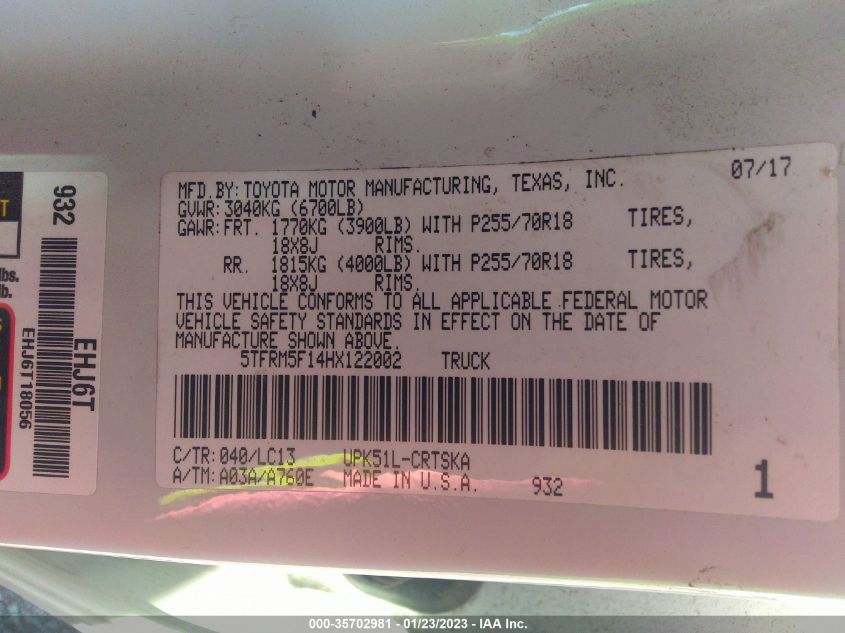 MFD.BY: TOYOTA MOTOR MANUFACTURING, TEXAS, INC. 07/17
GVWR: 3040KG (6700LB)
GAWR: FRT. 1770KG (3900LB) WITH P255/70R18 TIRES,
18X8J RIMS.
RR. 1815KG (4000LB) WITH P255/70R18 TIRES,
18X8J RIMS.
THIS VEHICLE CONFORMS TO ALL APPLICABLE FEDERAL MOTOR
VEHICLE SAFETY STANDARDS IN EFFECT ON THE DATE OF
MANUFACTURE SHOWN ABOVE.
5TFRM5F14HX122002 TRUCK
C/TR: 040/LC13 UPK51L-CRTSKA
A/TM: A03A/A760E MADE IN U.S.A. 932 1
932
EHJ6T
EHJ6T18056
lbs.
lb.
000-35702981 - 01/23/2023 - IAA Inc.